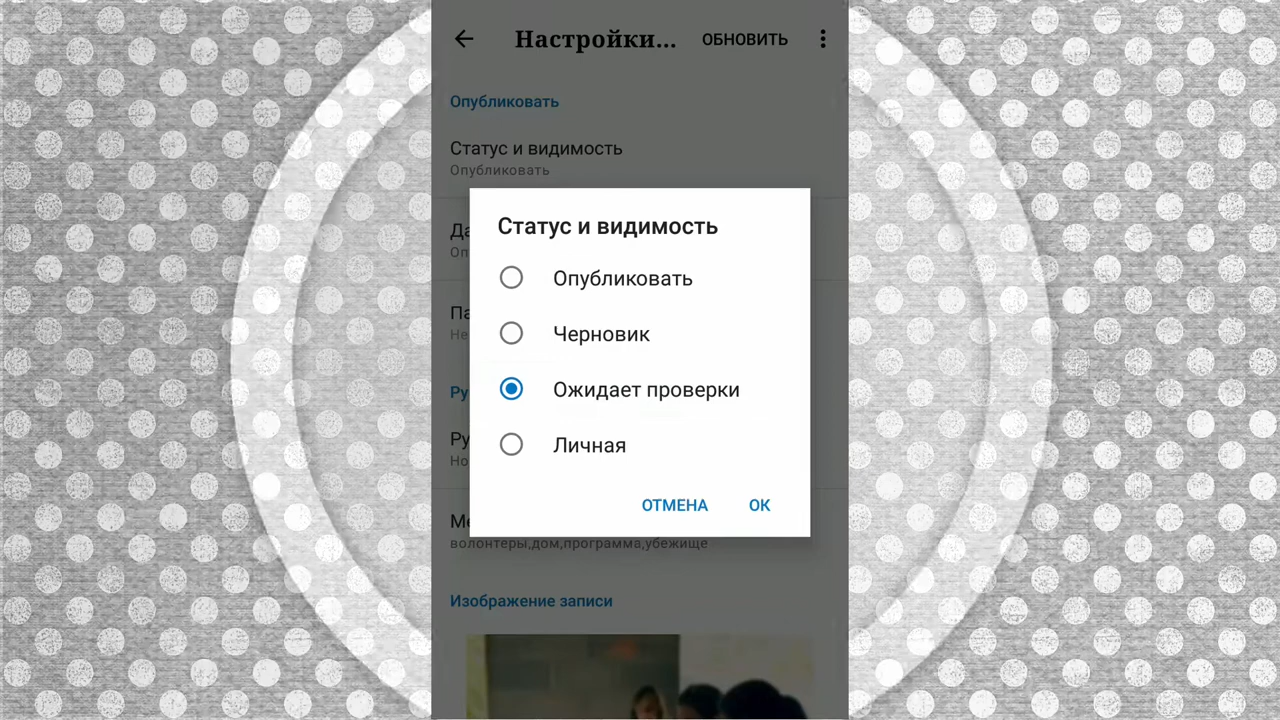 Настройки...
ОБНОВИТЬ
Опубликовать
Статус и видимость
Опубликовать
Статус и видимость
Опубликовать
Черновик
Ожидает проверки
Личная
ОТМЕНА
ОК
волонтеры,дом,программа,убежище
Изображение записи